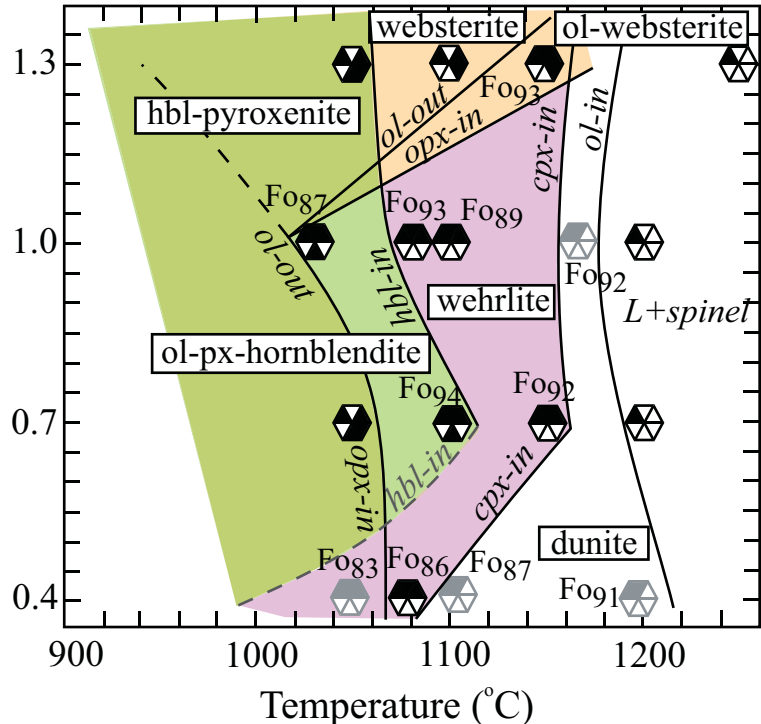 websterite
ol-websterite
1.3
Fo93
hbl-pyroxenite
ol-out
opx-in
cpx-in
ol-in
Fo87
Fo93
Fo89
1.0
ol-out
hbl-in
Fo92
wehrlite
L+spinel
ol-px-hornblendite
Fo94
Fo92
0.7
opx-in
hbl-in
cpx-in
dunite
Fo83
Fo86
Fo87
Fo91
0.4
900
1000
1100
1200
Temperature (°C)